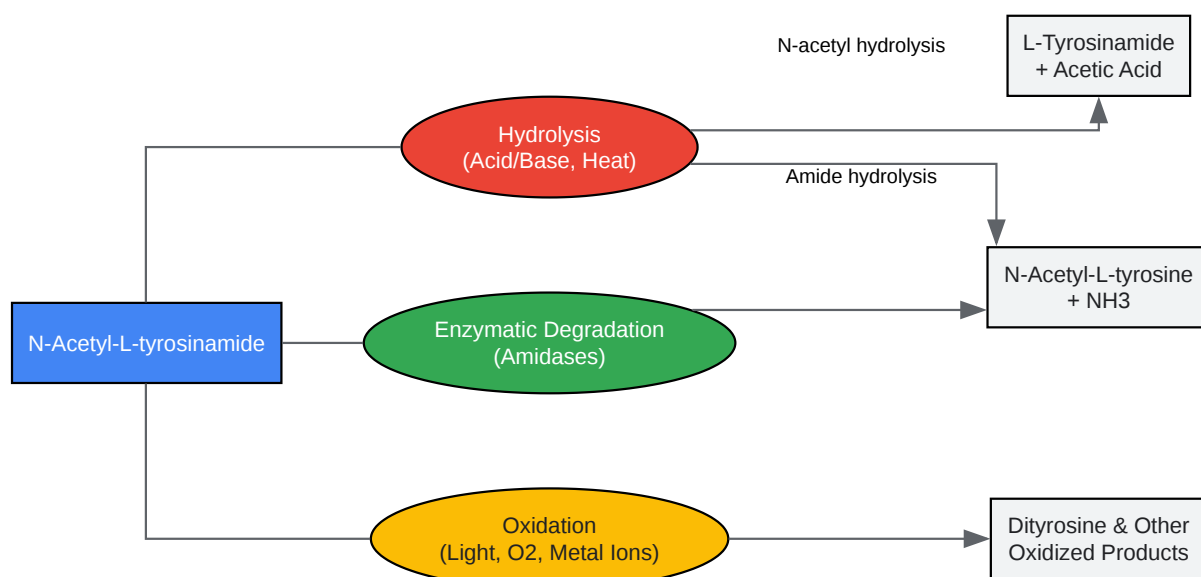 N-acetyl hydrolysis
L-Tyrosinamide
+ Acetic Acid
Hydrolysis
(Acid/Base, Heat)
Amide hydrolysis
N-Acetyl-L-tyrosine
+ NH3
N-Acetyl-L-tyrosinamide
Enzymatic Degradation
(Amidases)
Oxidation
(Light, O2, Metal Ions)
Dityrosine & Other
Oxidized Products